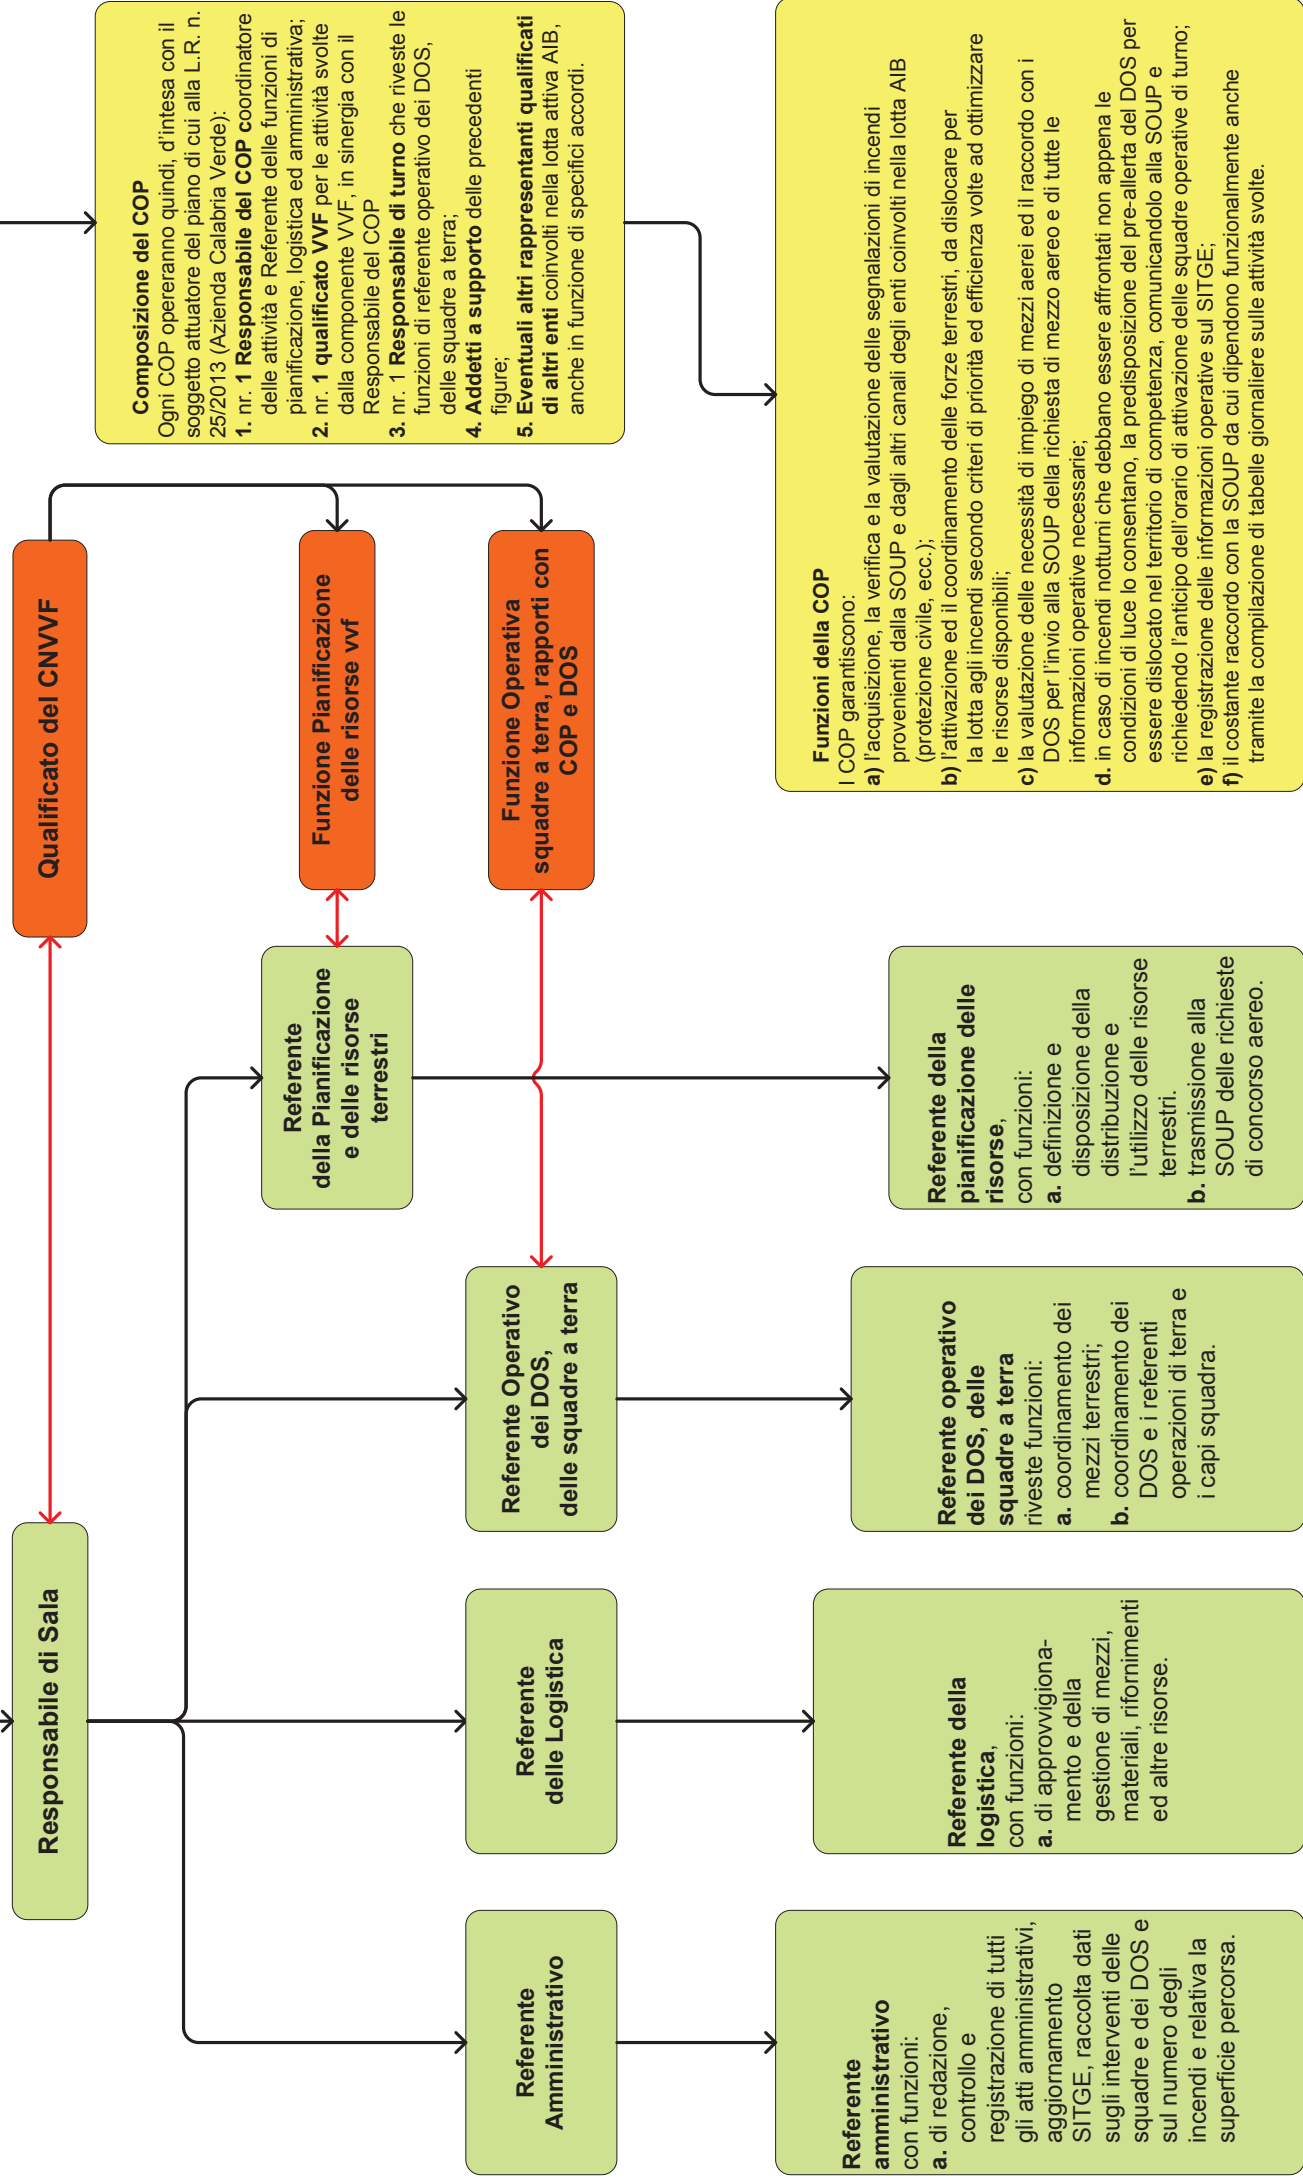 Responsabile di Sala
Qualificato del CNVVF
Referente
Amministrativo
Referente
delle Logistica
Referente Operativo
dei DOS,
delle squadre a terra
Referente
della Pianificazione
e delle risorse
terrestri
Funzione Pianificazione
delle risorse vvf
Funzione Operativa
squadre a terra, rapporti con
COP e DOS
Composizione del COP
Ogni COP opereranno quindi, d'intesa con il
soggetto attuatore del piano di cui alla L.R. n.
25/2013 (Azienda Calabria Verde):
1. nr. 1 Responsabile del COP coordinatore
delle attività e Referente delle funzioni di
pianificazione, logistica ed amministrativa;
2. nr. 1 qualificato VVF per le attività svolte
dalla componente VVF, in sinergia con il
Responsabile del COP
3. nr. 1 Responsabile di turno che riveste le
funzioni di referente operativo dei DOS,
delle squadre a terra;
4. Addetti a supporto delle precedenti
figure;
5. Eventuali altri rappresentanti qualificati
di altri enti coinvolti nella lotta attiva AIB,
anche in funzione di specifici accordi.
Referente
amministrativo
con funzioni:
a. di redazione,
controllo e
registrazione di tutti
gli atti amministrativi,
aggiornamento
SITGE, raccolta dati
sugli interventi delle
squadre e dei DOS e
sul numero degli
incendi e relativa la
superficie percorsa.
Referente della
logistica,
con funzioni:
a. di approvvigiona-
mento e della
gestione di mezzi,
materiali, rifornimenti
ed altre risorse.
Referente operativo
dei DOS, delle
squadre a terra
riveste funzioni:
a. coordinamento dei
mezzi terrestri;
b. coordinamento dei
DOS e i referenti
operazioni di terra e
i capi squadra.
Referente della
pianificazione delle
risorse,
con funzioni:
a. definizione e
disposizione della
distribuzione e
l'utilizzo delle risorse
terrestri.
b. trasmissione alla
SOUP delle richieste
di concorso aereo.
Funzioni della COP
I COP garantiscono:
a) l'acquisizione, la verifica e la valutazione delle segnalazioni di incendi
provenienti dalla SOUP e dagli altri canali degli enti coinvolti nella lotta AIB
(protezione civile, ecc.);
b) l'attivazione ed il coordinamento delle forze terrestri, da dislocare per
la lotta agli incendi secondo criteri di priorità ed efficienza volte ad ottimizzare
le risorse disponibili;
c) la valutazione delle necessità di impiego di mezzi aerei ed il raccordo con i
DOS per l'invio alla SOUP della richiesta di mezzo aereo e di tutte le
informazioni operative necessarie;
d. in caso di incendi notturni che debbano essere affrontati non appena le
condizioni di luce lo consentano, la predisposizione del pre-allerta del DOS per
essere dislocato nel territorio di competenza, comunicandolo alla SOUP e
richiedendo l'anticipo dell'orario di attivazione delle squadre operative di turno;
e) la registrazione delle informazioni operative sul SITGE;
f) il costante raccordo con la SOUP da cui dipendono funzionalmente anche
tramite la compilazione di tabelle giornaliere sulle attività svolte.